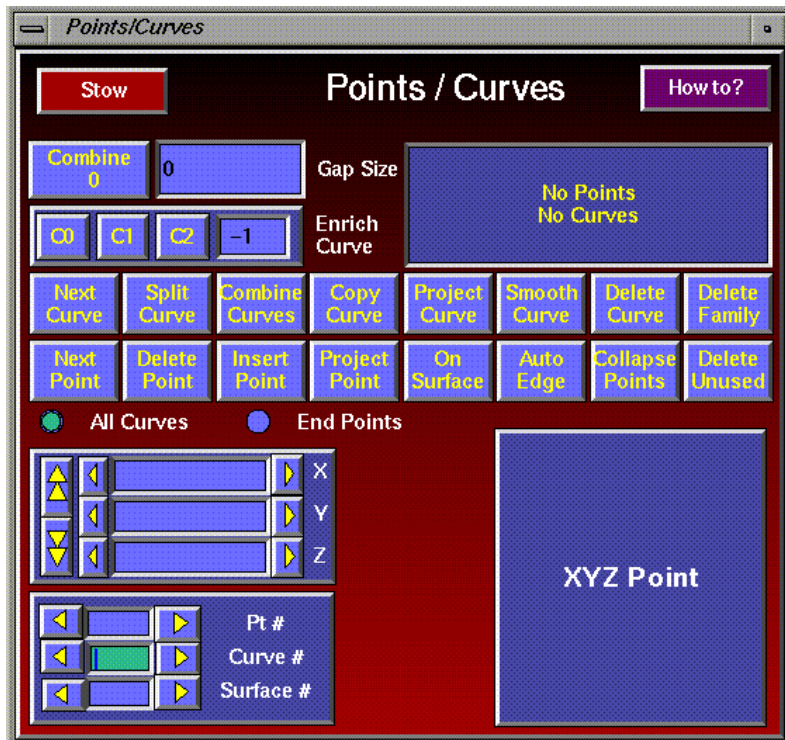 Points/Curves
Stow
Points / Curves
How to?
Combine
0
0
Gap Size
No Points
No Curves
C0
C1
C2
-1
Enrich
Curve
Next
Curve
Split
Curve
Combine
Curves
Copy
Curve
Project
Curve
Smooth
Curve
Delete
Curve
Delete
Family
Next
Point
Delete
Point
Insert
Point
Project
Point
On
Surface
Auto
Edge
Collapse
Points
Delete
Unused
All Curves
End Points
X
Y
Z
XYZ Point
Pt #
Curve #
Surface #